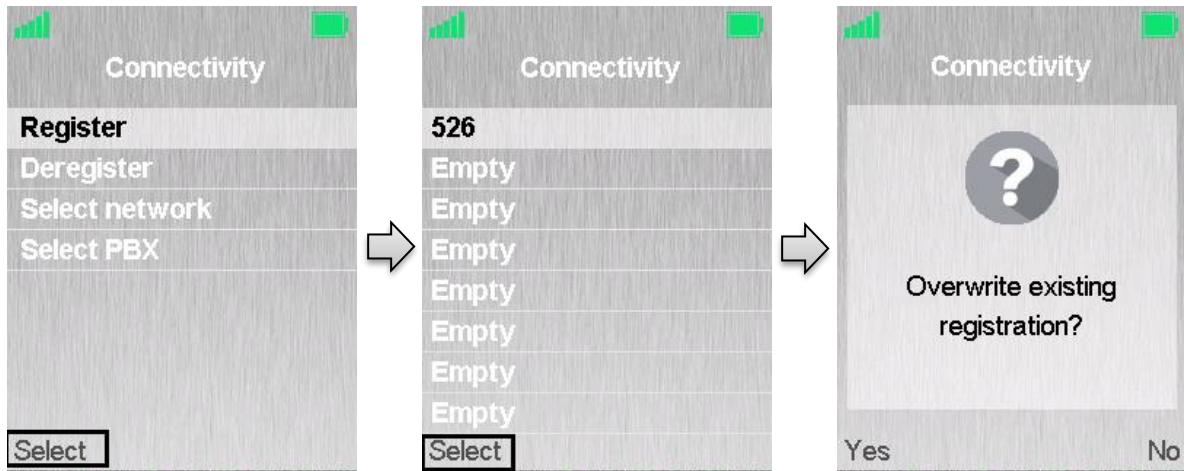 Connectivity
Register
Deregister
Select network
Select PBX
Select
Connectivity
526
Empty
Empty
Empty
Empty
Empty
Empty
Empty
Select
Connectivity
?
Overwrite existing
registration?
Yes No